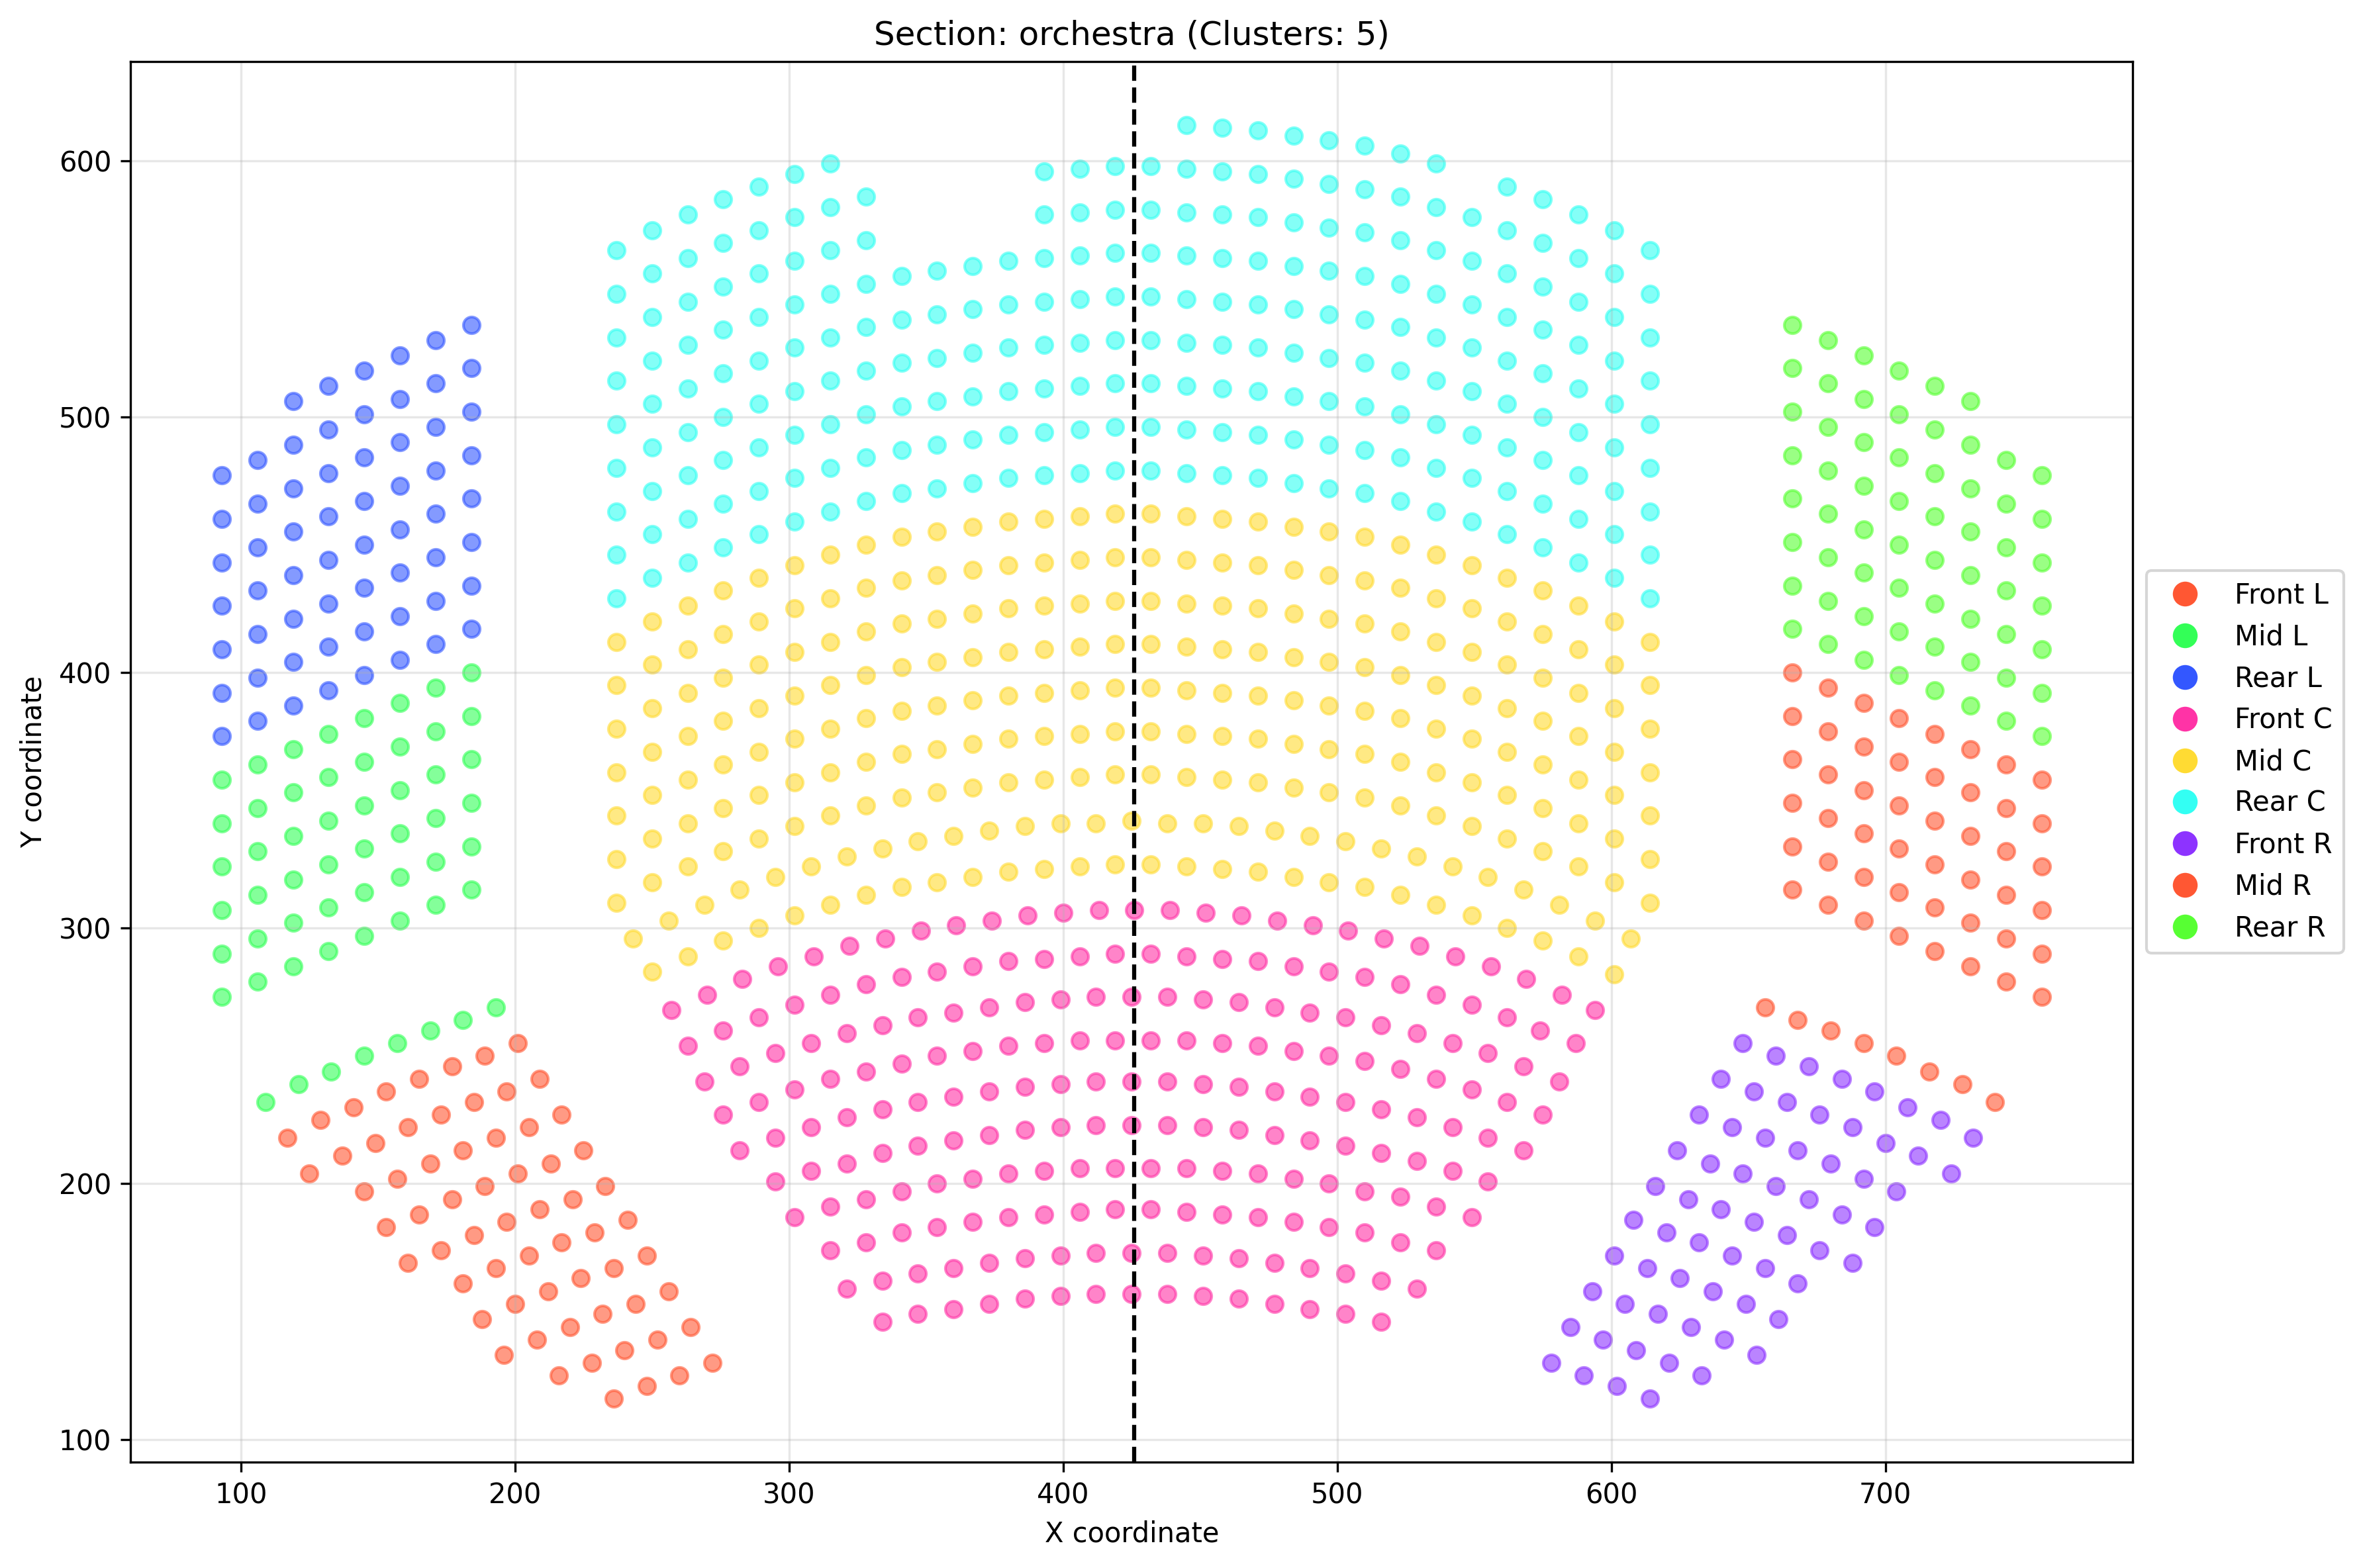 Section: orchestra (Clusters: 5)
600
500
400
300
200
100
Y coordinate
100
200
300
400
500
600
700
X coordinate
Front L
Mid L
Rear L
Front C
Mid C
Rear C
Front R
Mid R
Rear R